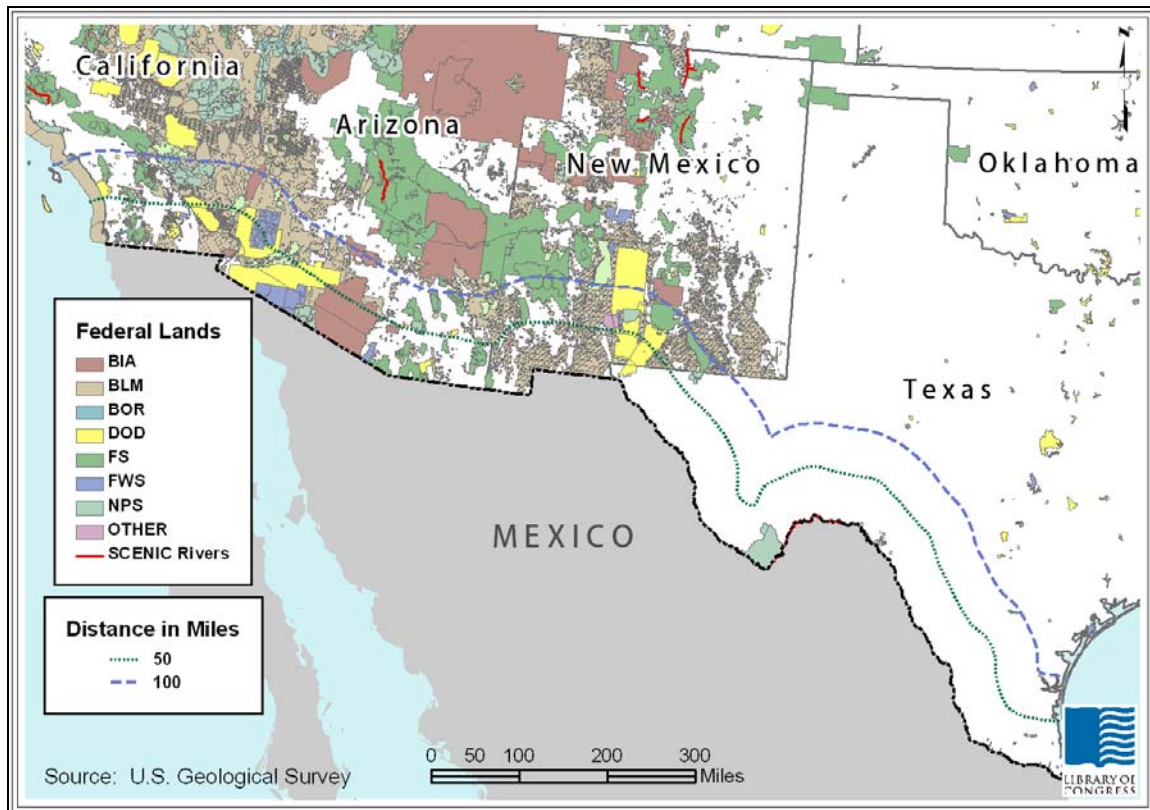 California
Arizona
New Mexico
Oklahoma
Texas
MEXICO
N
Federal Lands
BIA
BLM
BOR
DOD
FS
FWS
NPS
OTHER
SCENIC Rivers
Distance in Miles
50
100
0 50 100 200 300
Miles
Source: U.S. Geological Survey
LIBRARY OF
CONGRESS